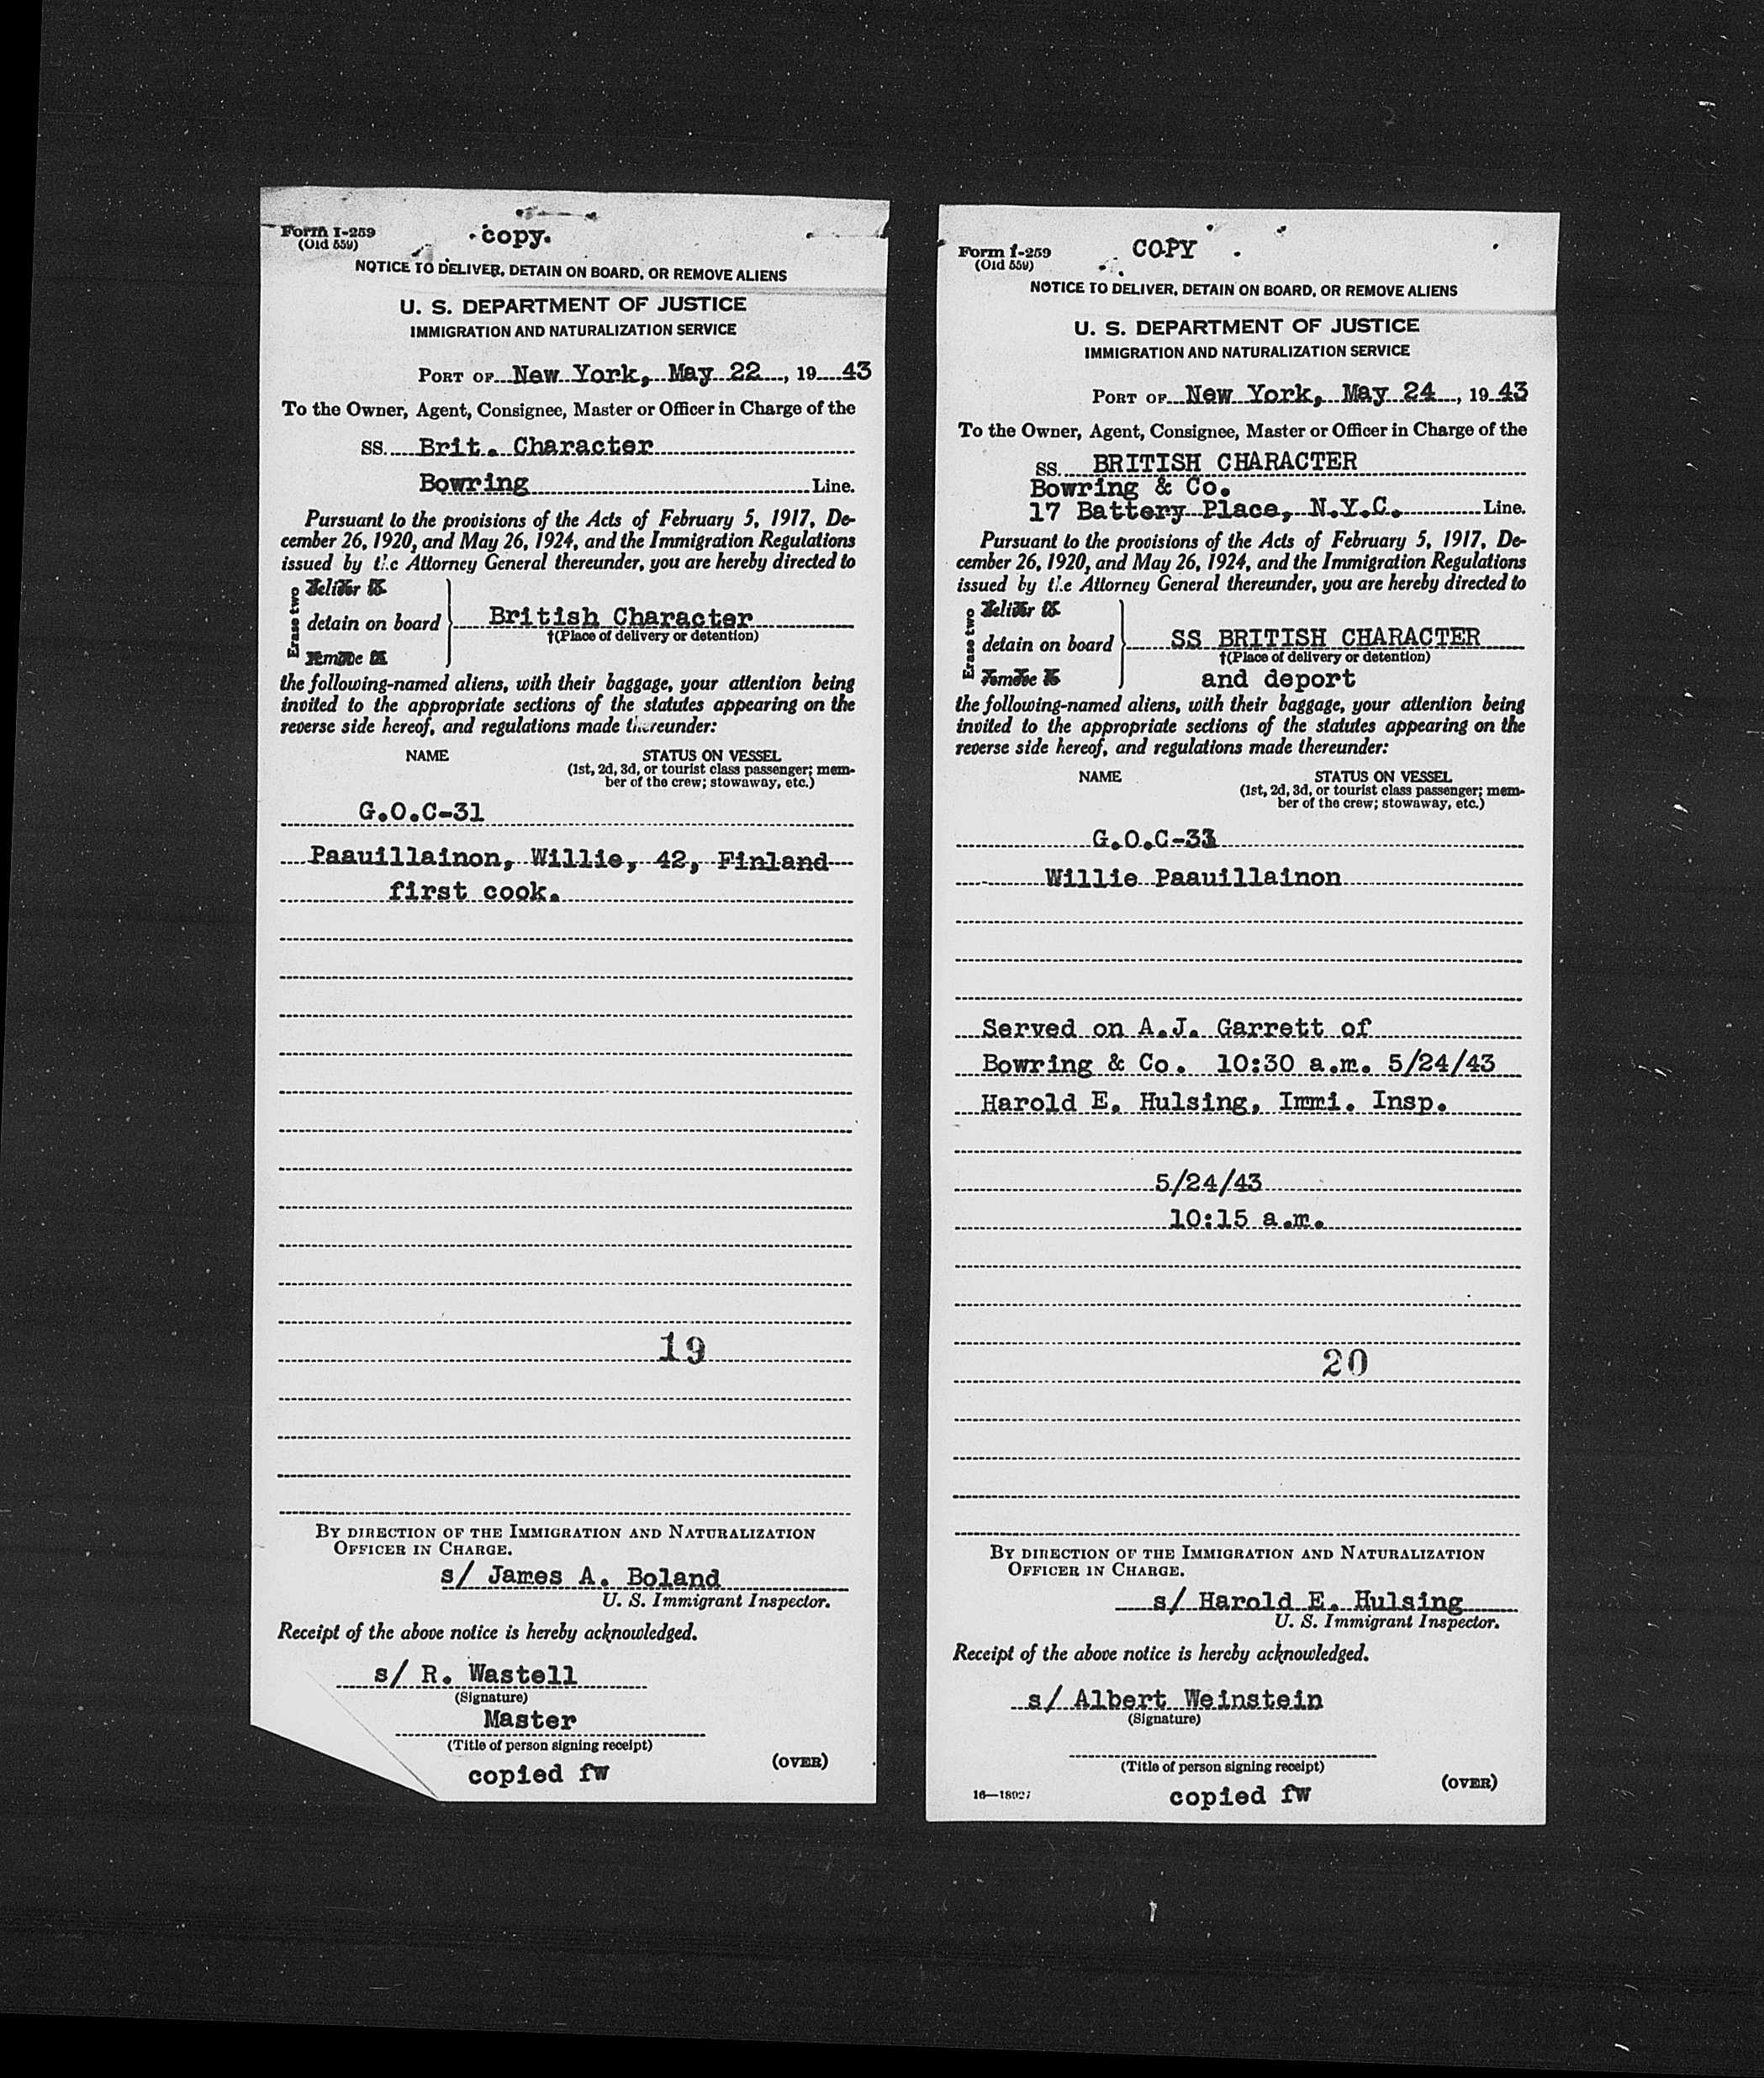 Form I-259
(Old 559)
copy.
NOTICE TO DELIVER, DETAIN ON BOARD, OR REMOVE ALIENS
U. S. DEPARTMENT OF JUSTICE
IMMIGRATION AND NATURALIZATION SERVICE
PORT OF New York, May 22, 19 43
To the Owner, Agent, Consignee, Master or Officer in Charge of the
SS. Brit. Character
Bowring Line.
Pursuant to the provisions of the Acts of February 5, 1917, De-
cember 26, 1920, and May 26, 1924, and the Immigration Regulations
issued by the Attorney General thereunder, you are hereby directed to
Erase two
detain on board
British Character
†(Place of delivery or detention)
the following-named aliens, with their baggage, your attention being
invited to the appropriate sections of the statutes appearing on the
reverse side hereof, and regulations made thereunder:
NAME STATUS ON VESSEL
(1st, 2d, 3d, or tourist class passenger; mem-
ber of the crew; stowaway, etc.)
G.O.C-31
Paauillainon, Willie, 42, Finland
first cook.
19
BY DIRECTION OF THE IMMIGRATION AND NATURALIZATION
OFFICER IN CHARGE.
s/ James A. Boland
U. S. Immigrant Inspector.
Receipt of the above notice is hereby acknowledged.
s/ R. Wastell
(Signature)
Master
(Title of person signing receipt)
copied fw
(OVER)
Form I-259
(Old 559)
COPY
NOTICE TO DELIVER, DETAIN ON BOARD, OR REMOVE ALIENS
U. S. DEPARTMENT OF JUSTICE
IMMIGRATION AND NATURALIZATION SERVICE
PORT OF New York, May 24, 19 43
To the Owner, Agent, Consignee, Master or Officer in Charge of the
SS. BRITISH CHARACTER
Bowring & Co.
17 Battery Place, N.Y.C. Line.
Pursuant to the provisions of the Acts of February 5, 1917, De-
cember 26, 1920, and May 26, 1924, and the Immigration Regulations
issued by the Attorney General thereunder, you are hereby directed to
Erase two
detain on board
SS BRITISH CHARACTER
†(Place of delivery or detention)
and deport
the following-named aliens, with their baggage, your attention being
invited to the appropriate sections of the statutes appearing on the
reverse side hereof, and regulations made thereunder:
NAME STATUS ON VESSEL
(1st, 2d, 3d, or tourist class passenger; mem-
ber of the crew; stowaway, etc.)
Willie Paauillainon
Served on A.J. Garrett of
Bowring & Co. 10:30 a.m. 5/24/43
Harold E. Hulsing, Immi. Insp.
5/24/43
10:15 a.m.
20
BY DIRECTION OF THE IMMIGRATION AND NATURALIZATION
OFFICER IN CHARGE.
s/ Harold E. Hulsing
U. S. Immigrant Inspector.
Receipt of the above notice is hereby acknowledged.
s/ Albert Weinstein
(Signature)
(Title of person signing receipt)
copied fw
(OVER)